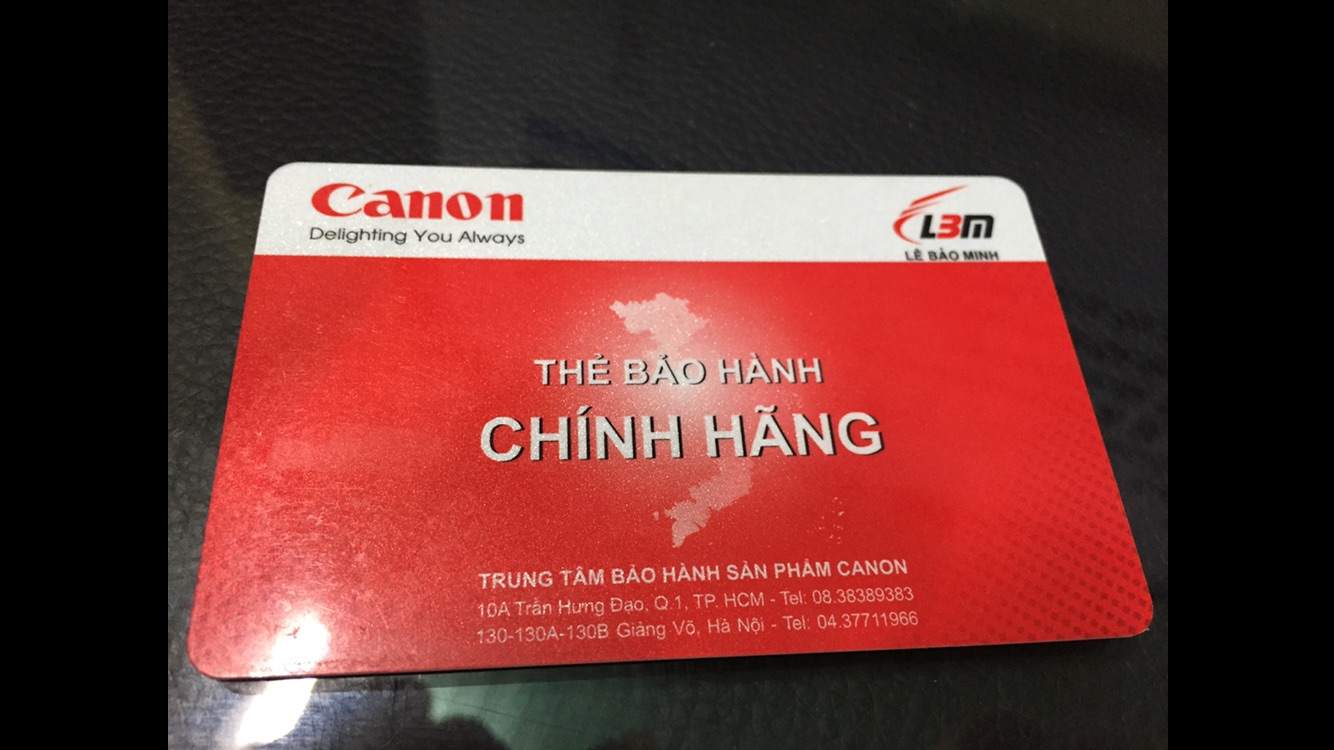 Canon
Delighting You Always
LBM
LÊ BẢO MINH
THẺ BẢO HÀNH
CHÍNH HÃNG
TRUNG TÂM BẢO HÀNH SẢN PHẨM CANON
10A Trần Hưng Đạo, Q.1, TP. HCM - Tel: 08.38389383
130-130A-130B Giảng Võ, Hà Nội - Tel: 04.37711966